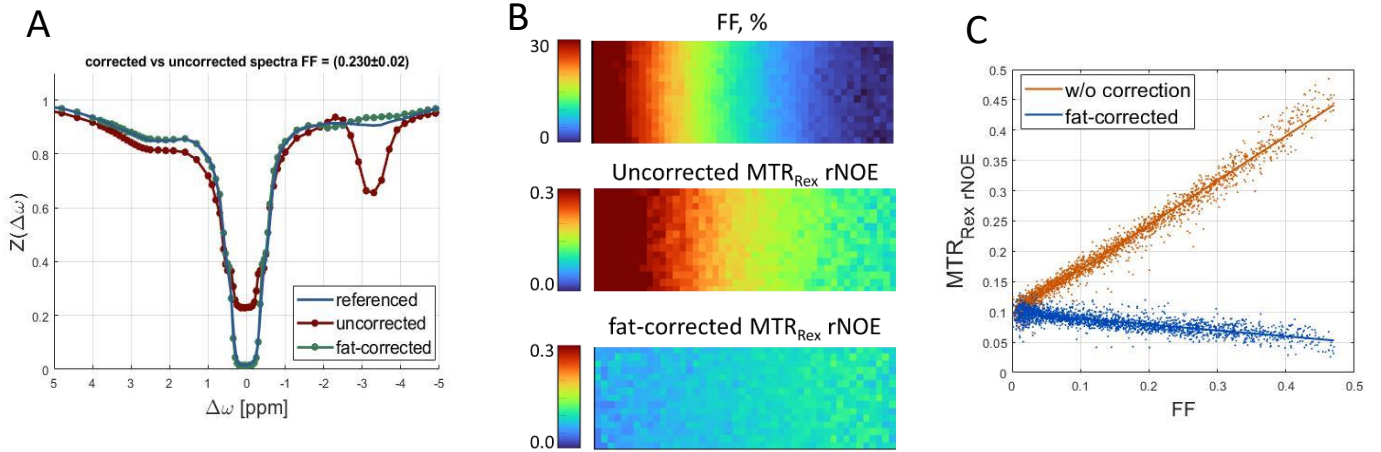 A
corrected vs uncorrected spectra FF = (0.230±0.02)
1
0.8
0.6
0.4
0.2
0
Z(Δω)
referenced
uncorrected
fat-corrected
5 4 3 2 1 0 -1 -2 -3 -4 -5
Δω [ppm]
B
FF, %
30
0
Uncorrected MTRRex rNOE
0.3
0.0
fat-corrected MTRRex rNOE
0.3
0.0
C
0.5
0.45
0.4
0.35
0.3
0.25
0.2
0.15
0.1
0.05
0
MTRRex rNOE
w/o correction
fat-corrected
0 0.1 0.2 0.3 0.4 0.5
FF